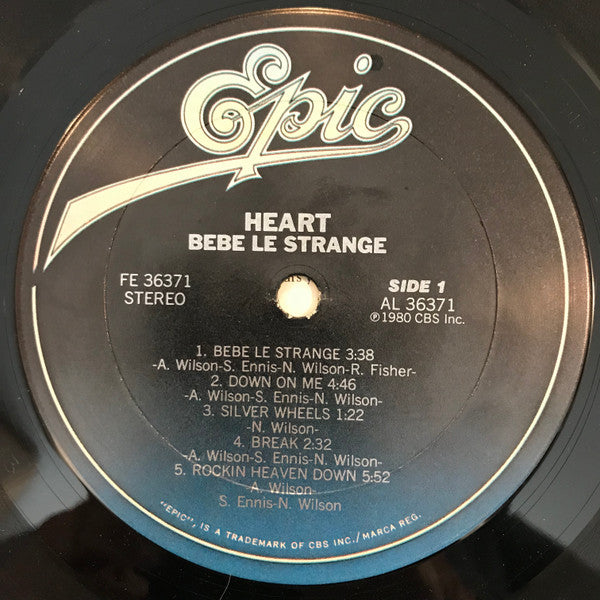 Epic
HEART
BEBE LE STRANGE
FE 36371
STEREO
SIDE 1
AL 36371
℗1980 CBS Inc.
1. BEBE LE STRANGE 3:38
-A. Wilson-S. Ennis-N. Wilson-R. Fisher-
2. DOWN ON ME 4:46
-A. Wilson-S. Ennis-N. Wilson-
3. SILVER WHEELS 1:22
-N. Wilson-
4. BREAK 2:32
-A. Wilson-S. Ennis-N. Wilson-
5. ROCKIN HEAVEN DOWN 5:52
A. Wilson-
S. Ennis-N. Wilson
"EPIC", IS A TRADEMARK OF CBS INC./MARCA REG.